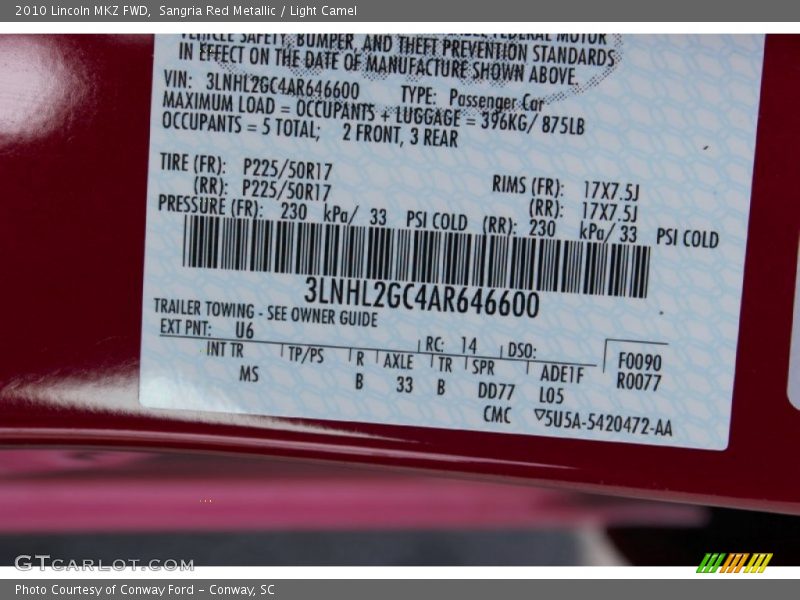 2010 Lincoln MKZ FWD, Sangria Red Metallic / Light Camel
VEHICLE SAFETY, BUMPER, AND THEFT PREVENTION STANDARDS
IN EFFECT ON THE DATE OF MANUFACTURE SHOWN ABOVE.
VIN: 3LNHL2GC4AR646600 TYPE: Passenger Car
MAXIMUM LOAD = OCCUPANTS + LUGGAGE = 396KG/ 875LB
OCCUPANTS = 5 TOTAL; 2 FRONT, 3 REAR
TIRE (FR): P225/50R17 RIMS (FR): 17X7.5J
(RR): P225/50R17 (RR): 17X7.5J
PRESSURE (FR): 230 kPa/ 33 PSI COLD (RR): 230 kPa/ 33 PSI COLD
3LNHL2GC4AR646600
TRAILER TOWING - SEE OWNER GUIDE
EXT PNT: U6 RC: 14 DSO: F0090
INT TR TP/PS R AXLE TR SPR ADE1F R0077
MS B 33 B DD77 L05
CMC ▽5U5A-5420472-AA
GTcarlot.com
Photo Courtesy of Conway Ford - Conway, SC